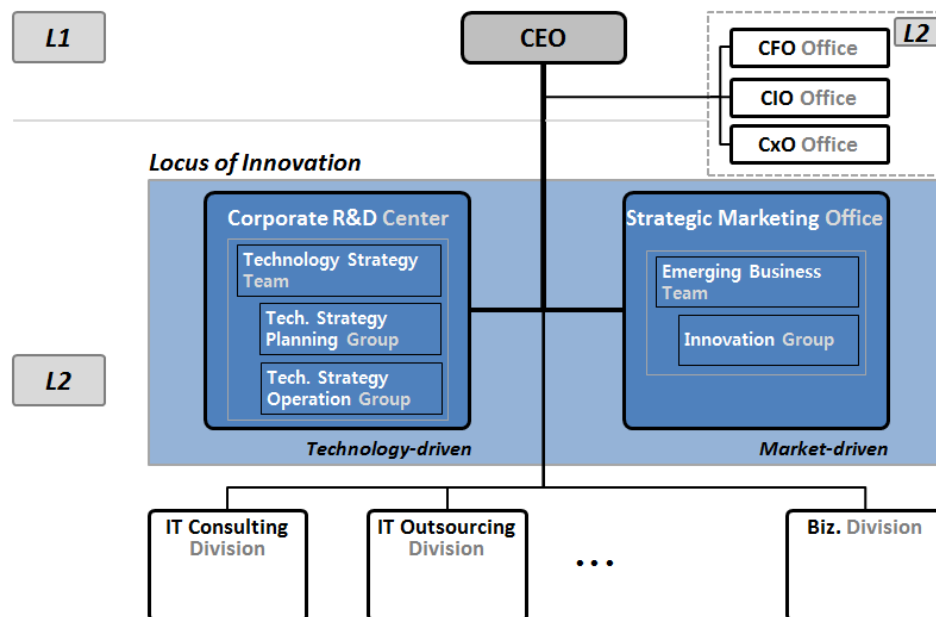 L1
CEO
L2
CFO Office
CIO Office
CxO Office
Locus of Innovation
Corporate R&D Center
Technology Strategy
Team
Tech. Strategy
Planning Group
Tech. Strategy
Operation Group
Technology-driven
Strategic Marketing Office
Emerging Business
Team
Innovation Group
Market-driven
L2
IT Consulting
Division
IT Outsourcing
Division
...
Biz. Division